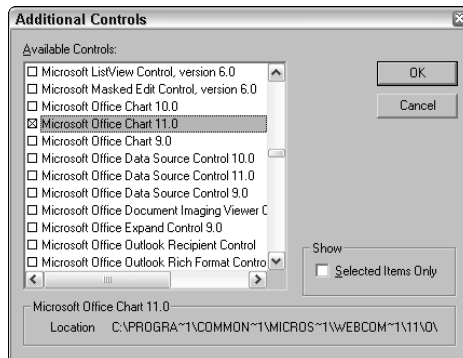 Additional Controls
Available Controls:
Microsoft ListView Control, version 6.0
Microsoft Masked Edit Control, version 6.0
Microsoft Office Chart 10.0
Microsoft Office Chart 11.0
Microsoft Office Chart 9.0
Microsoft Office Data Source Control 10.0
Microsoft Office Data Source Control 11.0
Microsoft Office Data Source Control 9.0
Microsoft Office Document Imaging Viewer C
Microsoft Office Expand Control 9.0
Microsoft Office Outlook Recipient Control
Microsoft Office Outlook Rich Format Contro
OK
Cancel
Show
Selected Items Only
Microsoft Office Chart 11.0
Location C:\PROGRA~1\COMMON~1\MICROS~1\WEBCOM~1\11\O\